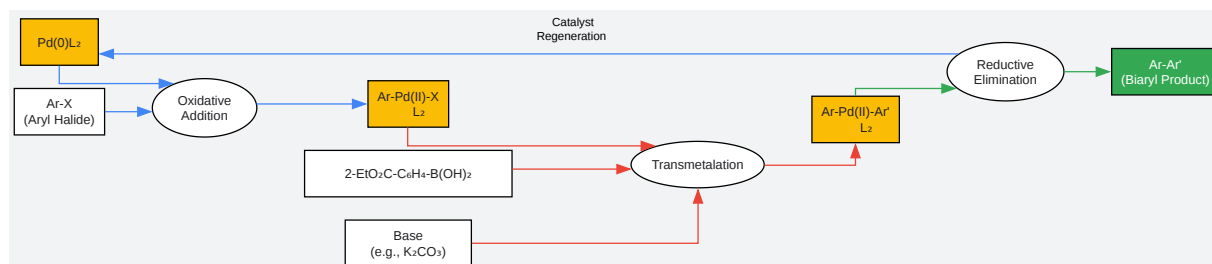 Catalyst
Regeneration
Pd(0)L₂
Reductive
Elimination
Ar-Ar'
(Biaryl Product)
Ar-X
(Aryl Halide)
Oxidative
Addition
Ar-Pd(II)-X
L₂
Ar-Pd(II)-Ar'
L₂
2-EtO₂C-C₆H₄-B(OH)₂
Transmetalation
Base
(e.g., K₂CO₃)